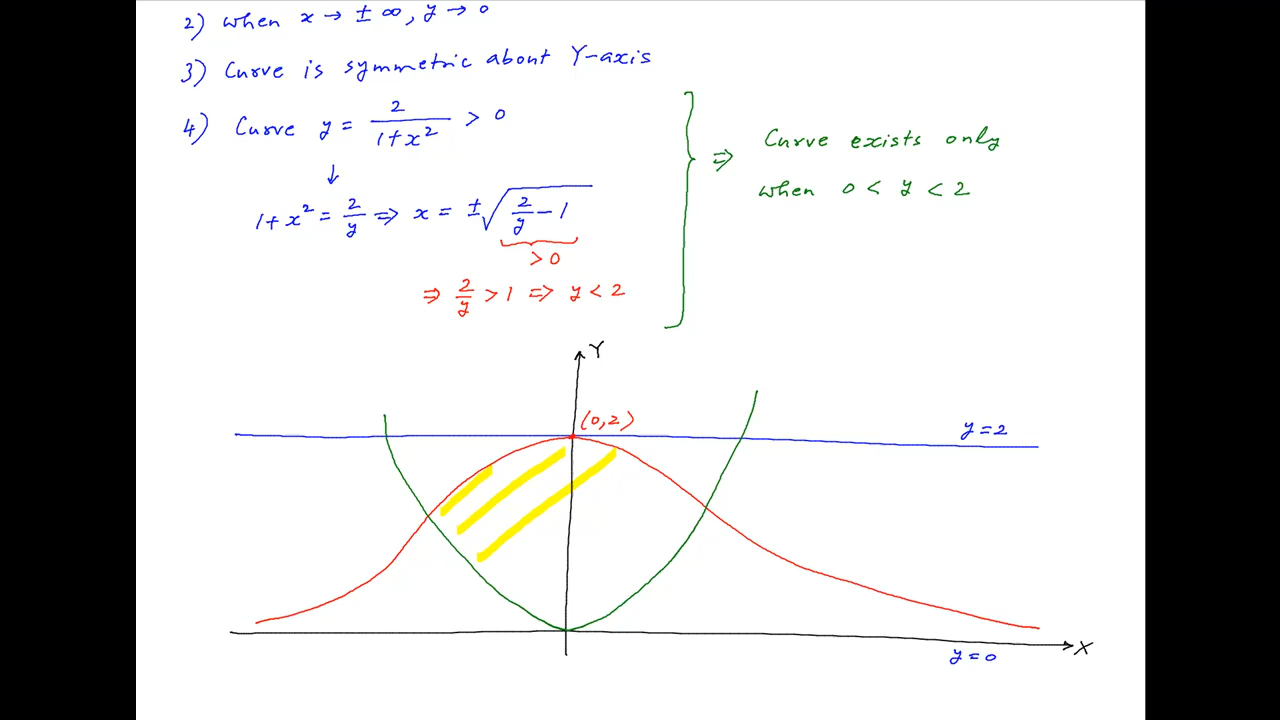 2) when x → ± ∞, y → 0
3) Curve is symmetric about Y-axis
4) Curve y = 2/(1+x²) > 0
↓
1+x² = 2/y ⇒ x = ±√(2/y − 1)
> 0
⇒ 2/y > 1 ⇒ y < 2
⇒ Curve exists only
when 0 < y < 2
Y
(0,2)
y = 2
X
y = 0